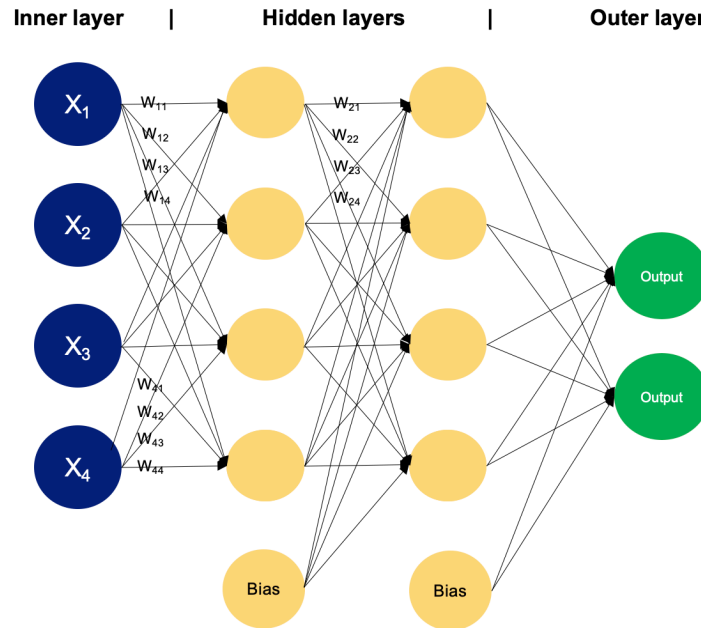 Inner layer | Hidden layers | Outer layer
X₁
X₂
X₃
X₄
W₁₁
W₁₂
W₁₃
W₁₄
W₄₁
W₄₂
W₄₃
W₄₄
W₂₁
W₂₂
W₂₃
W₂₄
Bias
Bias
Output
Output